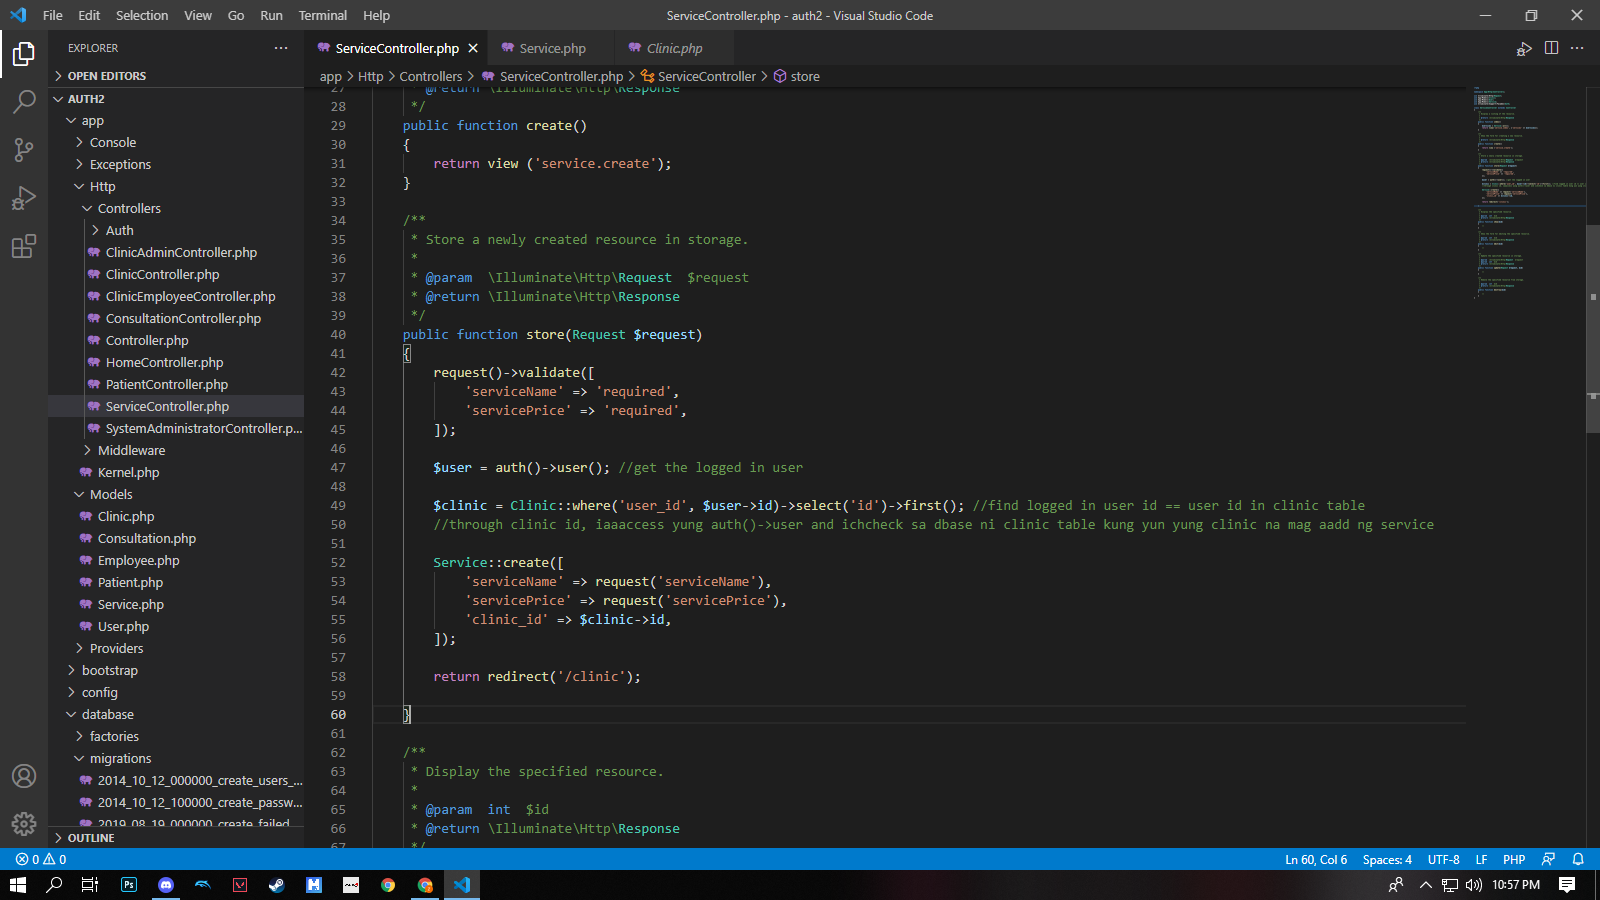 File Edit Selection View Go Run Terminal Help
ServiceController.php - auth2 - Visual Studio Code
EXPLORER
OPEN EDITORS
AUTH2
app
Console
Exceptions
Http
Controllers
Auth
ClinicAdminController.php
ClinicController.php
ClinicEmployeeController.php
ConsultationController.php
Controller.php
HomeController.php
PatientController.php
ServiceController.php
SystemAdministratorController.p...
Middleware
Kernel.php
Models
Clinic.php
Consultation.php
Employee.php
Patient.php
Service.php
User.php
Providers
bootstrap
config
database
factories
migrations
2014_10_12_000000_create_users_...
2014_10_12_100000_create_passw...
2019_08_19_000000_create_failed
OUTLINE
ServiceController.php Service.php Clinic.php
app > Http > Controllers > ServiceController.php > ServiceController > store
27 * @return \Illuminate\Http\Response
28 */
29 public function create()
30 {
31 return view ('service.create');
32 }
33
34 /**
35 * Store a newly created resource in storage.
36 *
37 * @param  \Illuminate\Http\Request  $request
38 * @return \Illuminate\Http\Response
39 */
40 public function store(Request $request)
41 {
42 request()->validate([
43 'serviceName' => 'required',
44 'servicePrice' => 'required',
45 ]);
46
47 $user = auth()->user(); //get the logged in user
48
49 $clinic = Clinic::where('user_id', $user->id)->select('id')->first(); //find logged in user id == user id in clinic table
50 //through clinic id, iaaaccess yung auth()->user and ichcheck sa dbase ni clinic table kung yun yung clinic na mag aadd ng service
51
52 Service::create([
53 'serviceName' => request('serviceName'),
54 'servicePrice' => request('servicePrice'),
55 'clinic_id' => $clinic->id,
56 ]);
57
58 return redirect('/clinic');
59
60 }
61
62 /**
63 * Display the specified resource.
64 *
65 * @param  int  $id
66 * @return \Illuminate\Http\Response
67 */
0 0
Ln 60, Col 6 Spaces: 4 UTF-8 LF PHP
Ps
10:57 PM